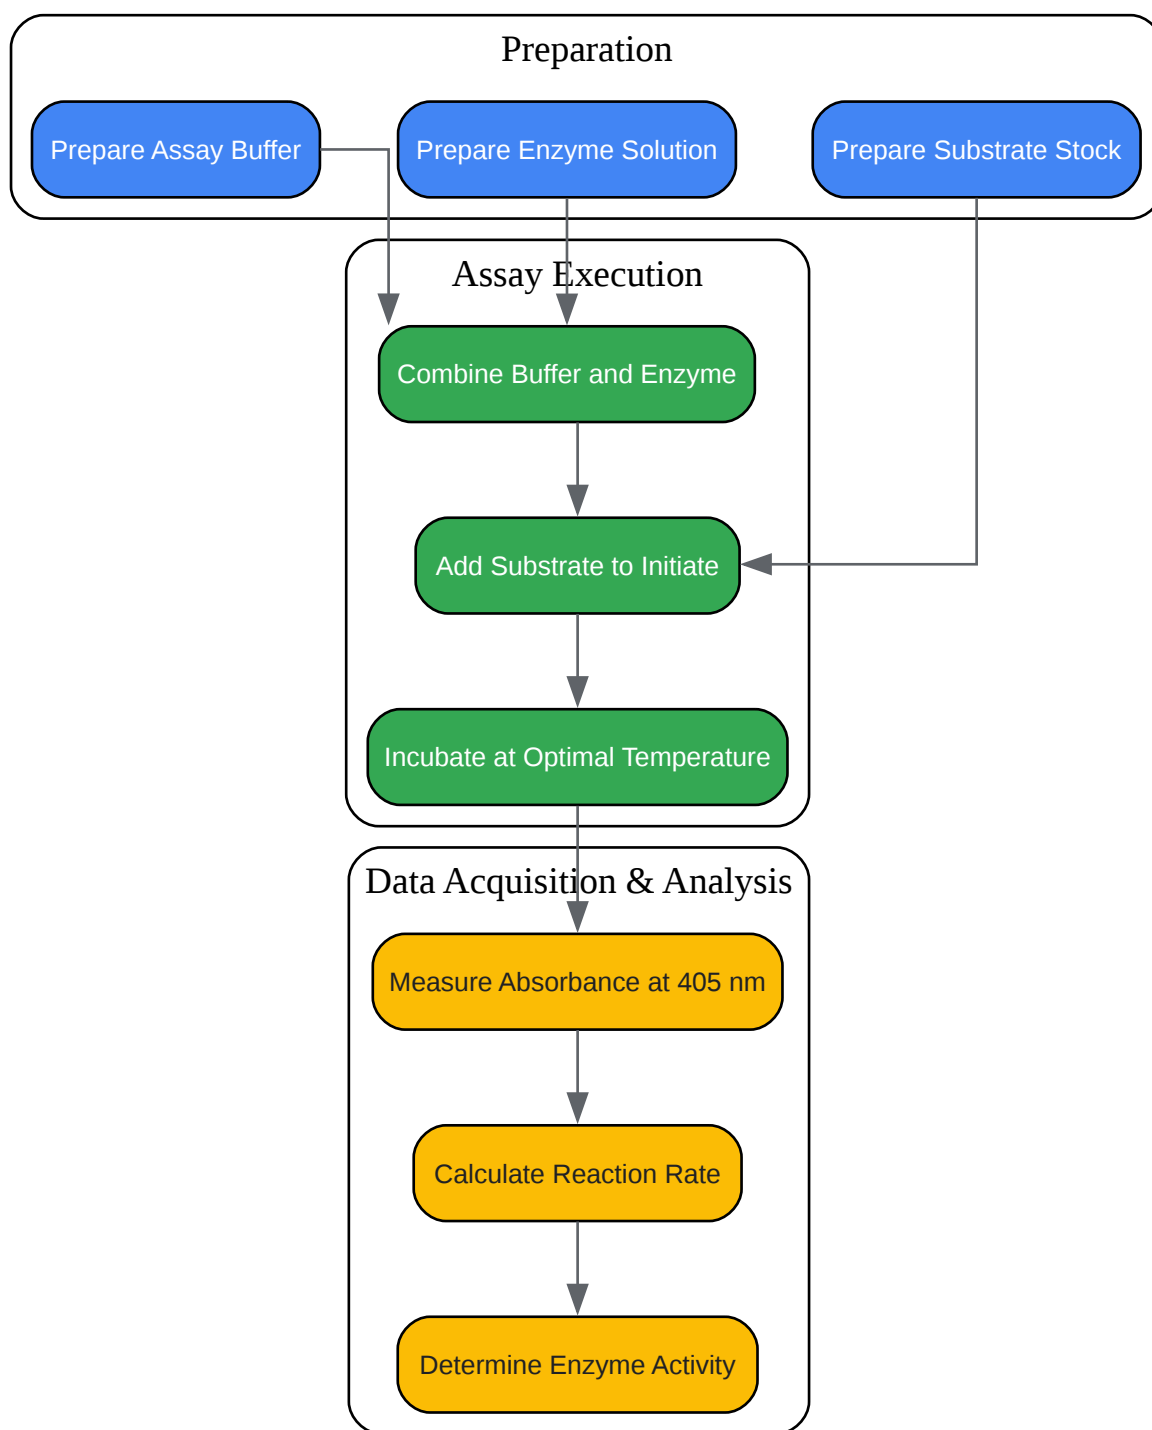 Preparation
Prepare Assay Buffer
Prepare Enzyme Solution
Prepare Substrate Stock
Assay Execution
Combine Buffer and Enzyme
Add Substrate to Initiate
Incubate at Optimal Temperature
Data Acquisition & Analysis
Measure Absorbance at 405 nm
Calculate Reaction Rate
Determine Enzyme Activity